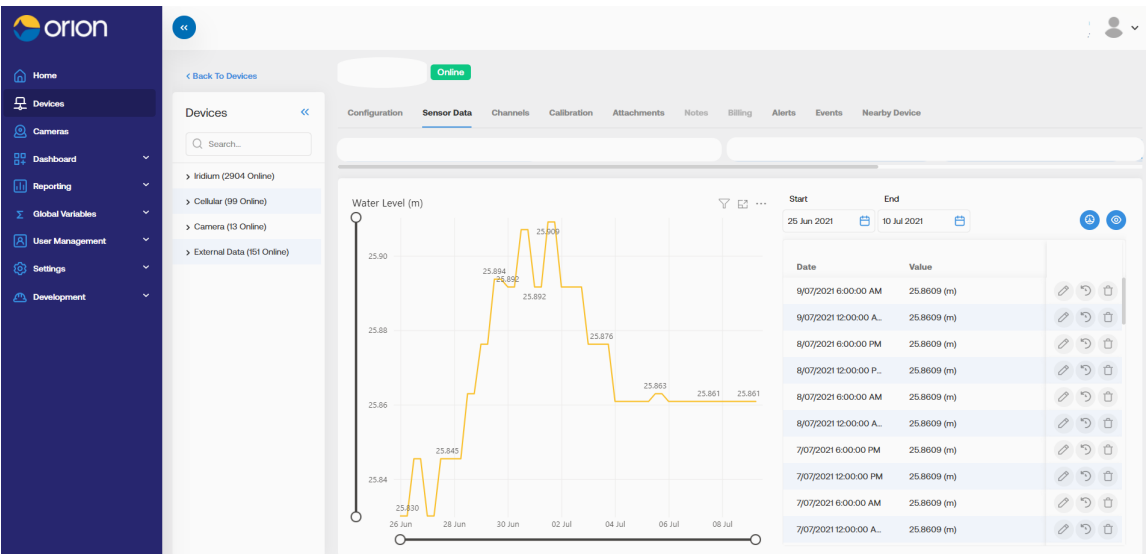 orion
«
Home
Devices
Cameras
Dashboard
Reporting
Σ Global Variables
User Management
Settings
Development
< Back To Devices
Devices «
Search...
> Iridium (2904 Online)
> Cellular (99 Online)
> Camera (13 Online)
> External Data (151 Online)
Online
Configuration Sensor Data Channels Calibration Attachments Notes Billing Alerts Events Nearby Device
Water Level (m)
25.90
25.88
25.86
25.84
25.830
25.845
25.894
25.892
25.892
25.909
25.876
25.863
25.861
25.861
26 Jun 28 Jun 30 Jun 02 Jul 04 Jul 06 Jul 08 Jul
Start End
25 Jun 2021 10 Jul 2021
Date Value
9/07/2021 6:00:00 AM 25.8609 (m)
9/07/2021 12:00:00 A... 25.8609 (m)
8/07/2021 6:00:00 PM 25.8609 (m)
8/07/2021 12:00:00 P... 25.8609 (m)
8/07/2021 6:00:00 AM 25.8609 (m)
8/07/2021 12:00:00 A... 25.8609 (m)
7/07/2021 6:00:00 PM 25.8609 (m)
7/07/2021 12:00:00 PM 25.8609 (m)
7/07/2021 6:00:00 AM 25.8609 (m)
7/07/2021 12:00:00 A... 25.8609 (m)